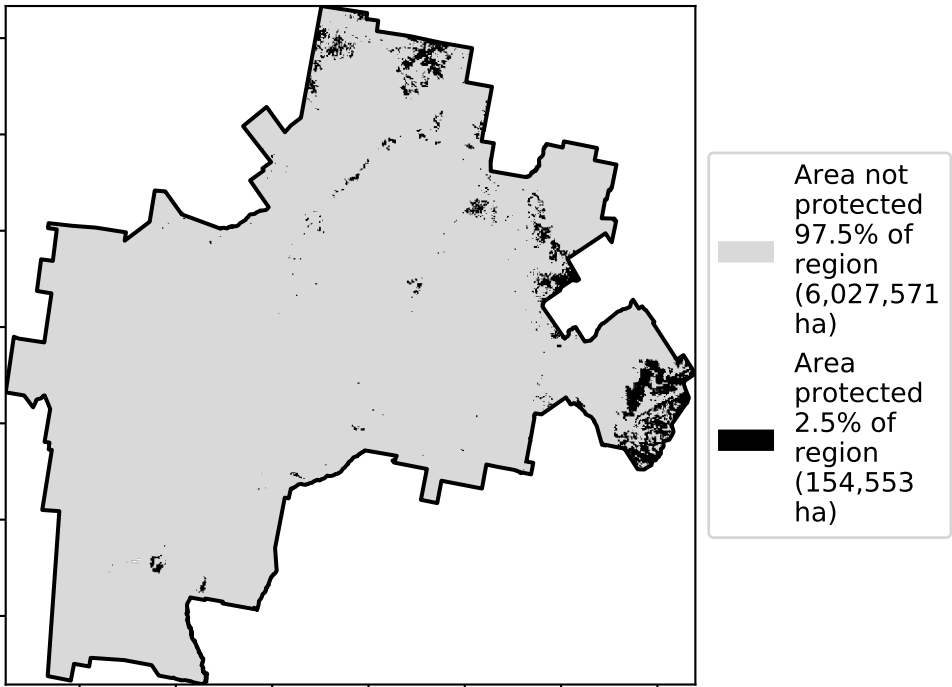 Area not
protected
97.5% of
region
(6,027,571
ha)
Area
protected
2.5% of
region
(154,553
ha)